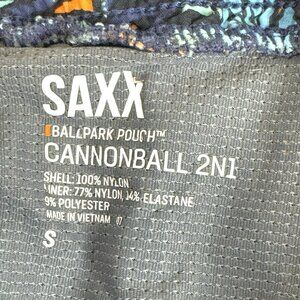 SAXX
BALLPARK POUCH™
CANNONBALL 2N1
SHELL: 100% NYLON
LINER: 77% NYLON, 14% ELASTANE
9% POLYESTER
MADE IN VIETNAM
S